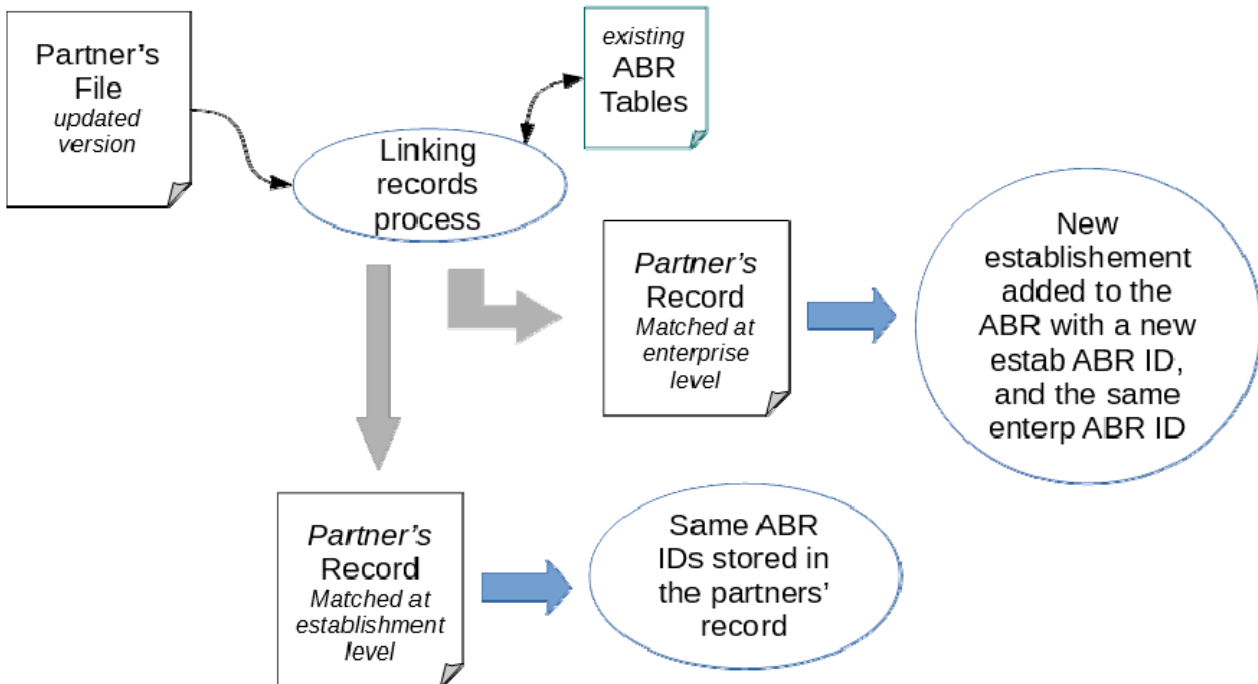 Partner’s
File
updated
version
existing
ABR
Tables
Linking
records
process
Partner’s
Record
Matched at
enterprise
level
New
establishement
added to the
ABR with a new
estab ABR ID,
and the same
enterp ABR ID
Partner’s
Record
Matched at
establishment
level
Same ABR
IDs stored in
the partners’
record